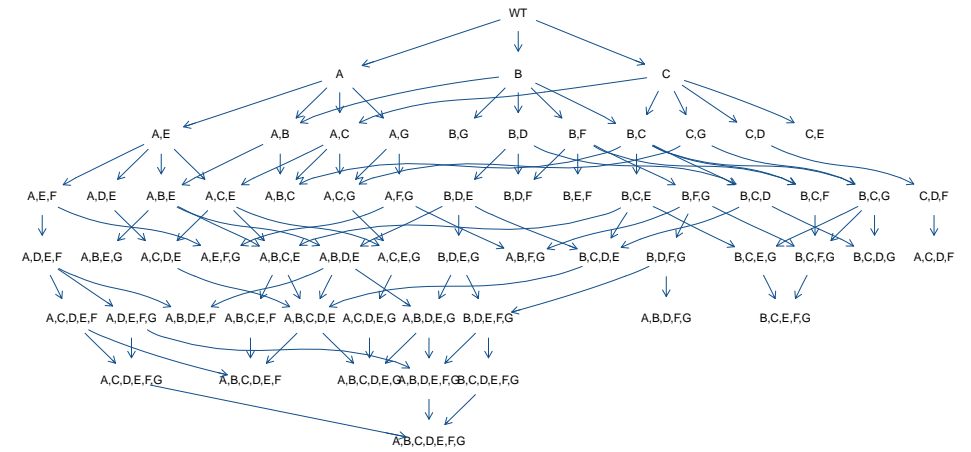 WT
A B C
A,E A,B A,C A,G B,G B,D B,F B,C C,G C,D C,E
A,E,F A,D,E A,B,E A,C,E A,B,C A,C,G A,F,G B,D,E B,D,F B,E,F B,C,E B,F,G B,C,D B,C,F B,C,G C,D,F
A,D,E,F A,B,E,G A,C,D,E A,E,F,G A,B,C,E A,B,D,E A,C,E,G B,D,E,G A,B,F,G B,C,D,E B,D,F,G B,C,E,G B,C,F,G B,C,D,G A,C,D,F
A,C,D,E,F A,D,E,F,G A,B,D,E,F A,B,C,E,F A,B,C,D,E A,C,D,E,G A,B,D,E,G B,D,E,F,G A,B,D,F,G B,C,E,F,G
A,C,D,E,F,G A,B,C,D,E,F A,B,C,D,E,G A,B,D,E,F,G B,C,D,E,F,G
A,B,C,D,E,F,G